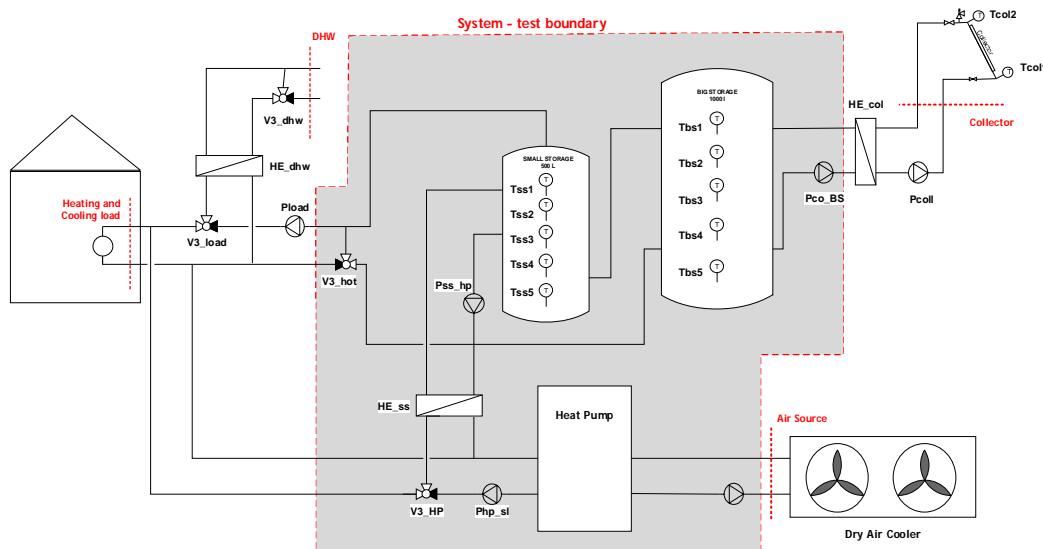 System - test boundary
DHW
V3_dhw
HE_dhw
Heating and
Cooling load
V3_load
Pload
V3_hot
SMALL STORAGE
500 L
T
Tss1
T
Tss2
T
Tss3
T
Tss4
T
Tss5
T
Pss_hp
BIG STORAGE
1000 l
Tbs1
T
Tbs2
T
Tbs3
T
Tbs4
T
Tbs5
T
HE_col
Pco_BS
Pcoll
Collector
T
Tcol2
Collector
T
Tcol1
HE_ss
V3_HP
Php_sl
Heat Pump
Air Source
Dry Air Cooler